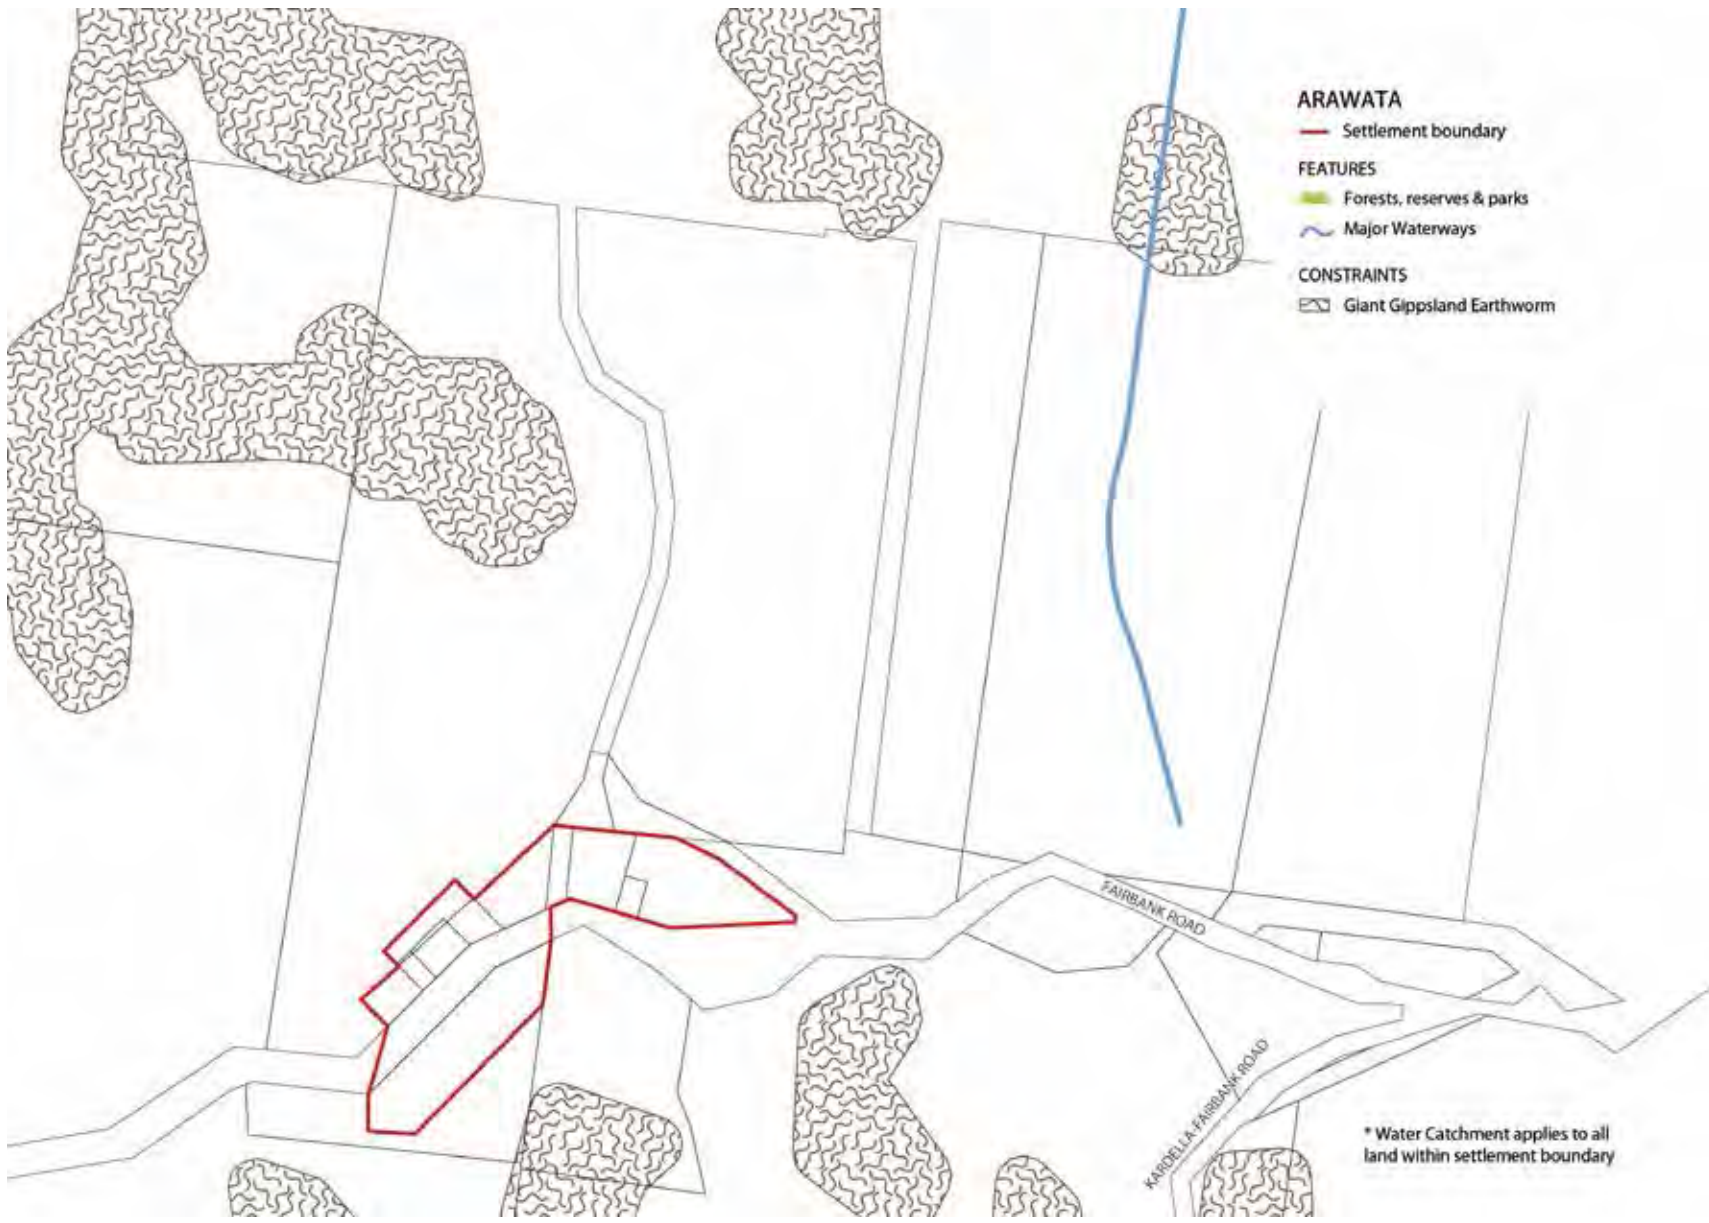 ARAWATA
Settlement boundary
FEATURES
Forests, reserves & parks
Major Waterways
CONSTRAINTS
Giant Gippsland Earthworm
FAIRBANK ROAD
KARDELLA-FAIRBANK ROAD
* Water Catchment applies to all
land within settlement boundary